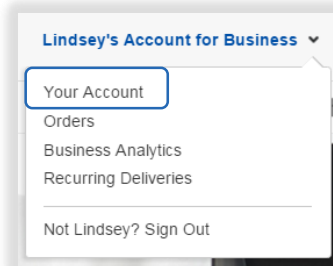 Lindsey's Account for Business
Your Account
Orders
Business Analytics
Recurring Deliveries
Not Lindsey? Sign Out